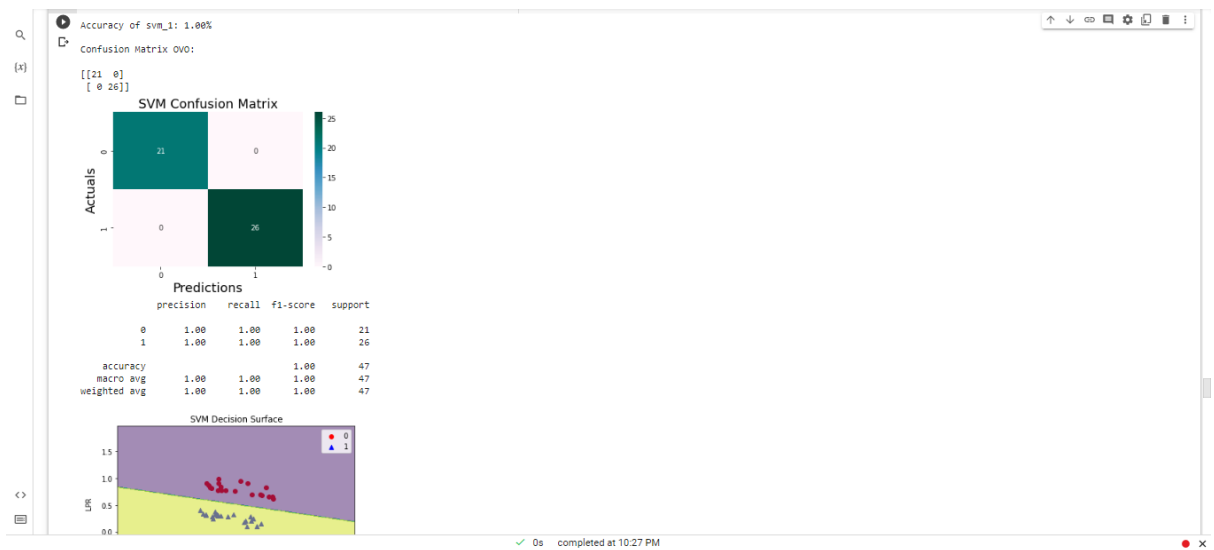 Accuracy of svm_1: 1.00%
Confusion Matrix OVO:
[[21 0]
[ 0 26]]
SVM Confusion Matrix
25
20
15
10
5
0
Actuals
0
21
0
1
0
26
0
1
Predictions
precision recall f1-score support
0 1.00 1.00 1.00 21
1 1.00 1.00 1.00 26
accuracy 1.00 47
macro avg 1.00 1.00 1.00 47
weighted avg 1.00 1.00 1.00 47
SVM Decision Surface
0
1
1.5
1.0
0.5
0.0
LPR
0s completed at 10:27 PM
{x}
<>